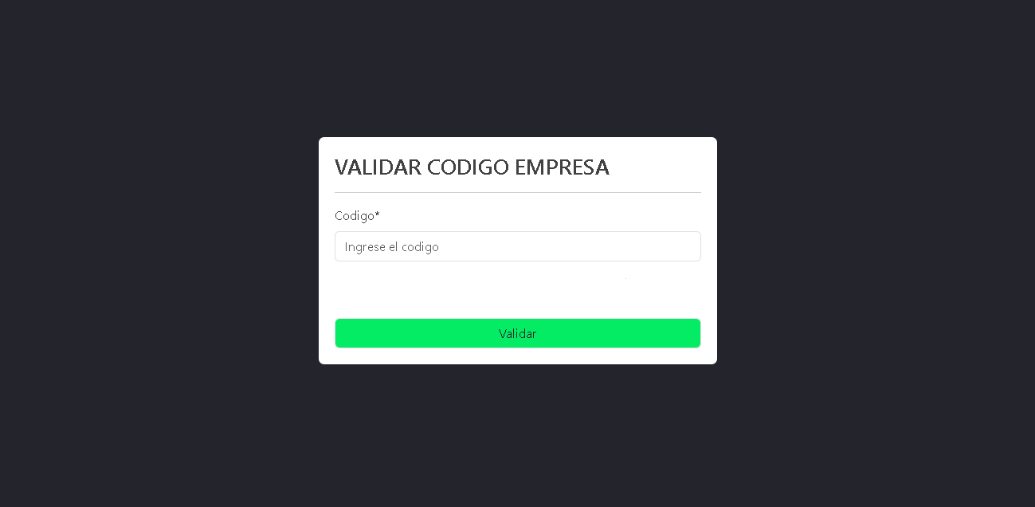 VALIDAR CODIGO EMPRESA
Codigo*
Ingrese el codigo
Validar